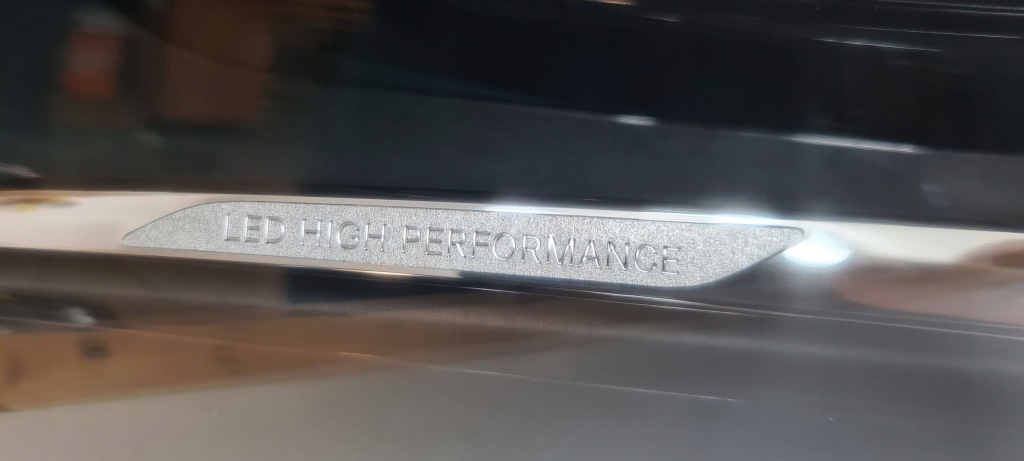 LED HIGH PERFORMANCE